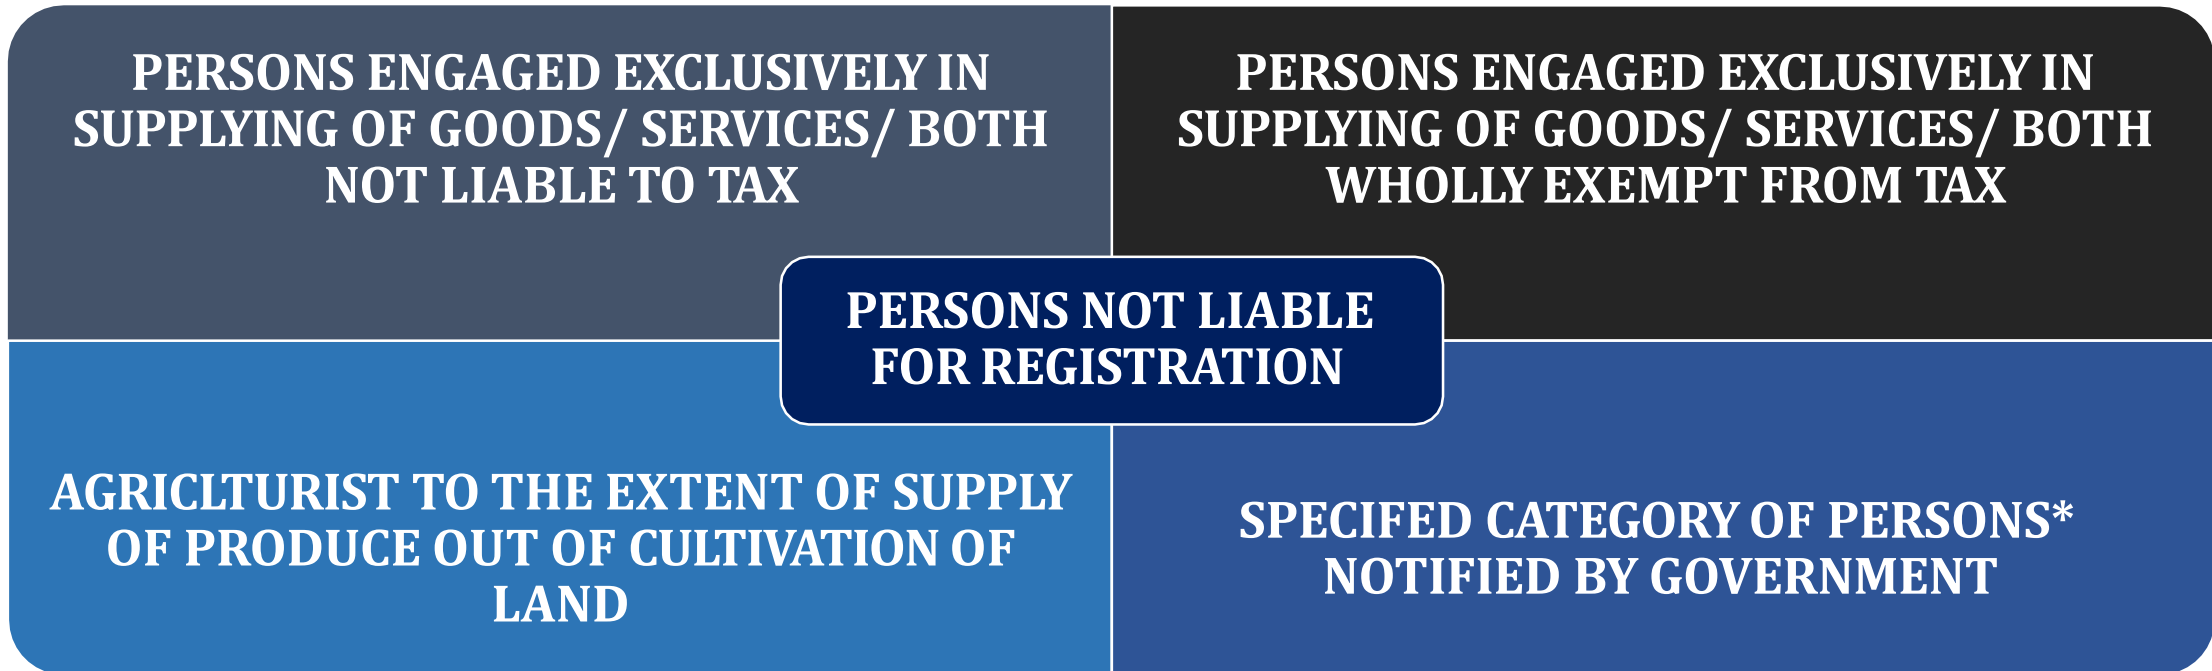 PERSONS ENGAGED EXCLUSIVELY IN
SUPPLYING OF GOODS/ SERVICES/ BOTH
NOT LIABLE TO TAX
PERSONS ENGAGED EXCLUSIVELY IN
SUPPLYING OF GOODS/ SERVICES/ BOTH
WHOLLY EXEMPT FROM TAX
PERSONS NOT LIABLE
FOR REGISTRATION
AGRICLTURIST TO THE EXTENT OF SUPPLY
OF PRODUCE OUT OF CULTIVATION OF
LAND
SPECIFED CATEGORY OF PERSONS*
NOTIFIED BY GOVERNMENT